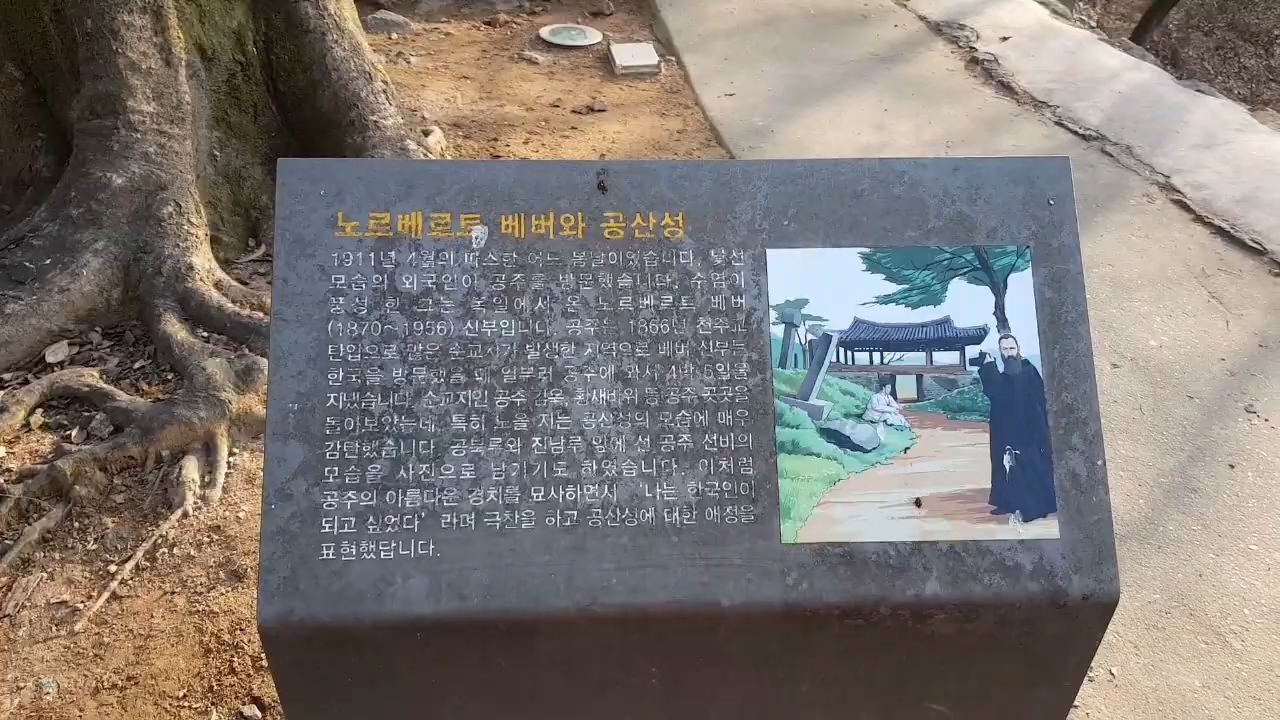 노르베르트 베버와 공산성
1911년 4월의 따스한 어느 봄날이었습니다. 낯선
모습의 외국인이 공주를 방문했습니다. 수염이
풍성한 그는 독일에서 온 노르베르트 베버
(1870~1956) 신부입니다. 공주는 1866년 천주교
탄압으로 많은 순교자가 발생한 지역으로 베버 신부는
한국을 방문했을 때 일부러 공주에 와서 4박 5일을
지냈습니다. 순교지인 공주 감옥, 황새바위 등 공주 곳곳을
돌아보았는데, 특히 노을 지는 공산성의 모습에 매우
감탄했습니다. 공북루와 진남루 앞에 선 공주 선비의
모습을 사진으로 남기기도 하였습니다. 이처럼
공주의 아름다운 경치를 묘사하면서 '나는 한국인이
되고 싶었다' 라며 극찬을 하고 공산성에 대한 애정을
표현했답니다.